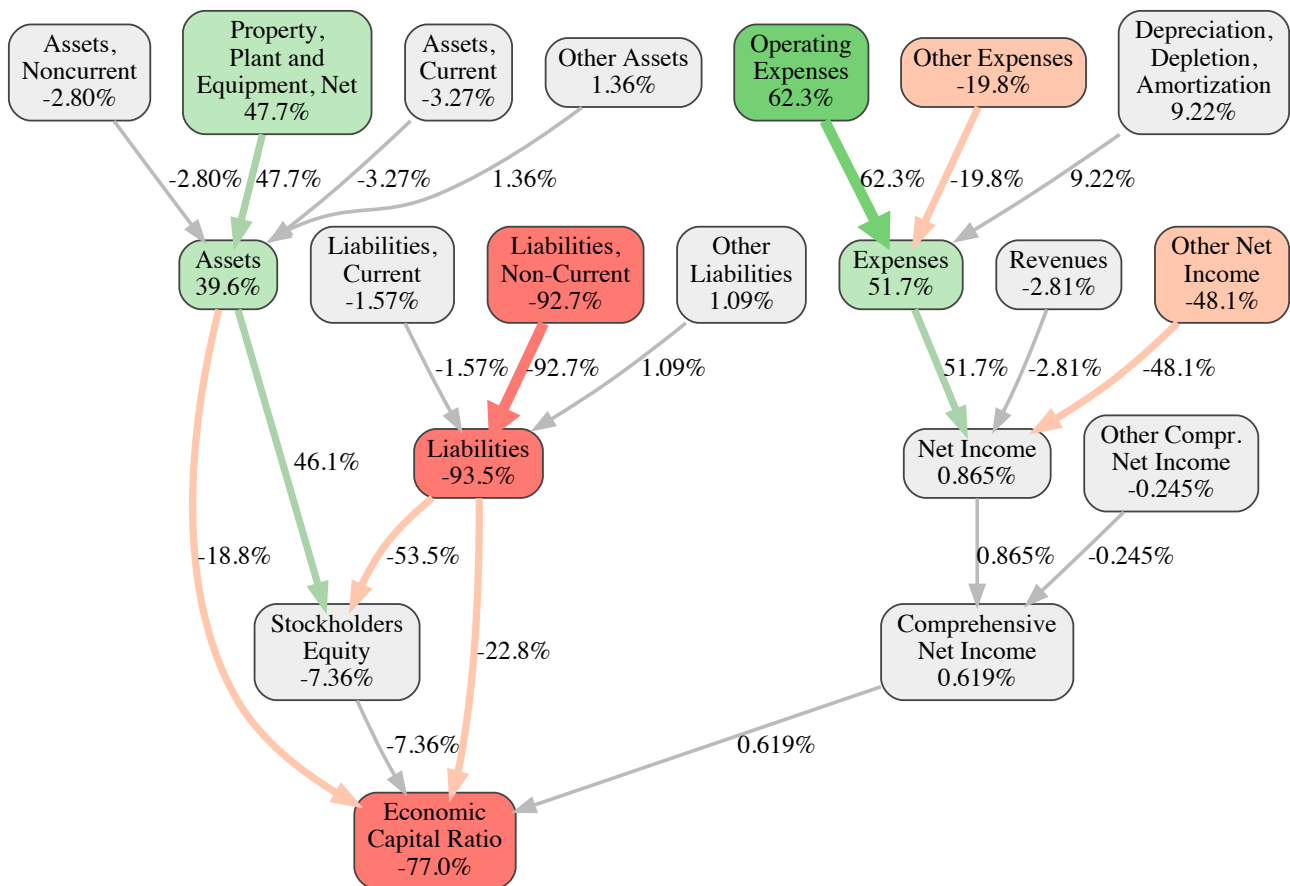 Assets,
Noncurrent
-2.80%
Property,
Plant and
Equipment, Net
47.7%
Assets,
Current
-3.27%
Other Assets
1.36%
Operating
Expenses
62.3%
Other Expenses
-19.8%
Depreciation,
Depletion,
Amortization
9.22%
-2.80%
47.7%
-3.27%
1.36%
62.3%
-19.8%
9.22%
Assets
39.6%
Liabilities,
Current
-1.57%
Liabilities,
Non-Current
-92.7%
Other
Liabilities
1.09%
Expenses
51.7%
Revenues
-2.81%
Other Net
Income
-48.1%
-1.57%
-92.7%
1.09%
51.7%
-2.81%
-48.1%
46.1%
Liabilities
-93.5%
Net Income
0.865%
Other Compr.
Net Income
-0.245%
-18.8%
-53.5%
0.865%
-0.245%
Stockholders
Equity
-7.36%
-22.8%
Comprehensive
Net Income
0.619%
-7.36%
0.619%
Economic
Capital Ratio
-77.0%